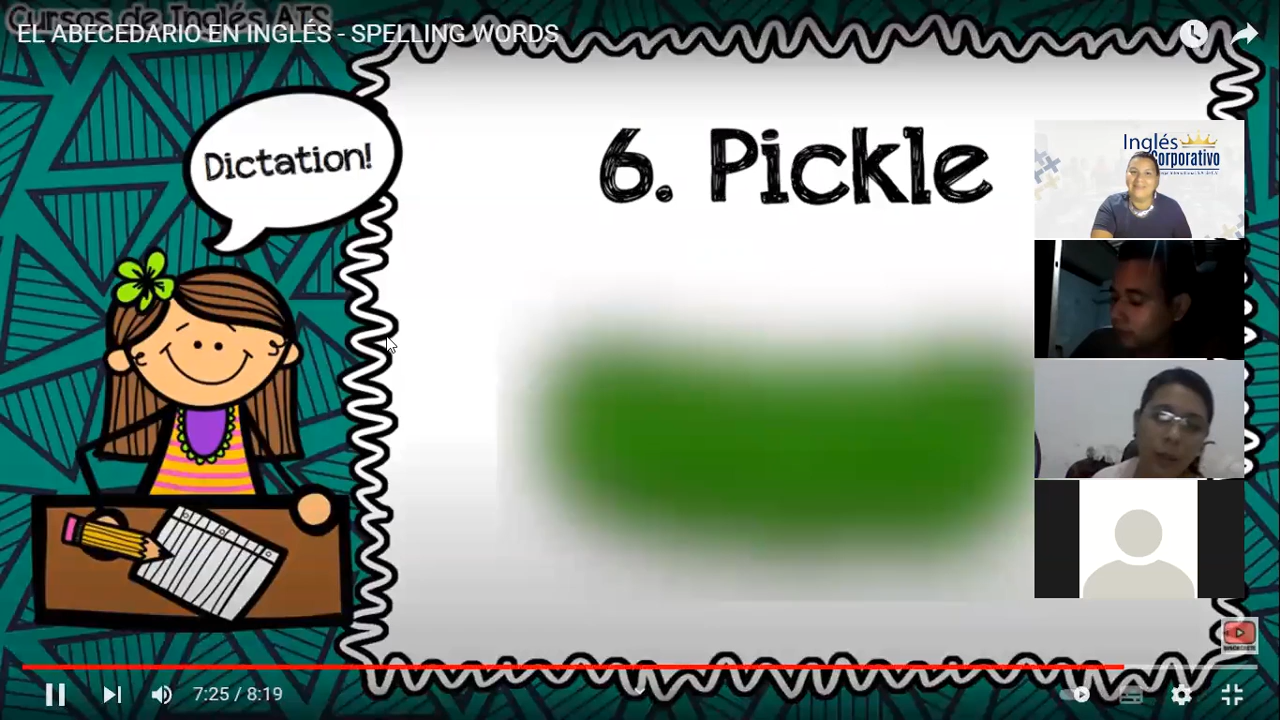 Cursos de Inglés ATS
EL ABECEDARIO EN INGLÉS - SPELLING WORDS
Dictation!
6. Pickle
Inglés
Corporativo
7:25 / 8:19